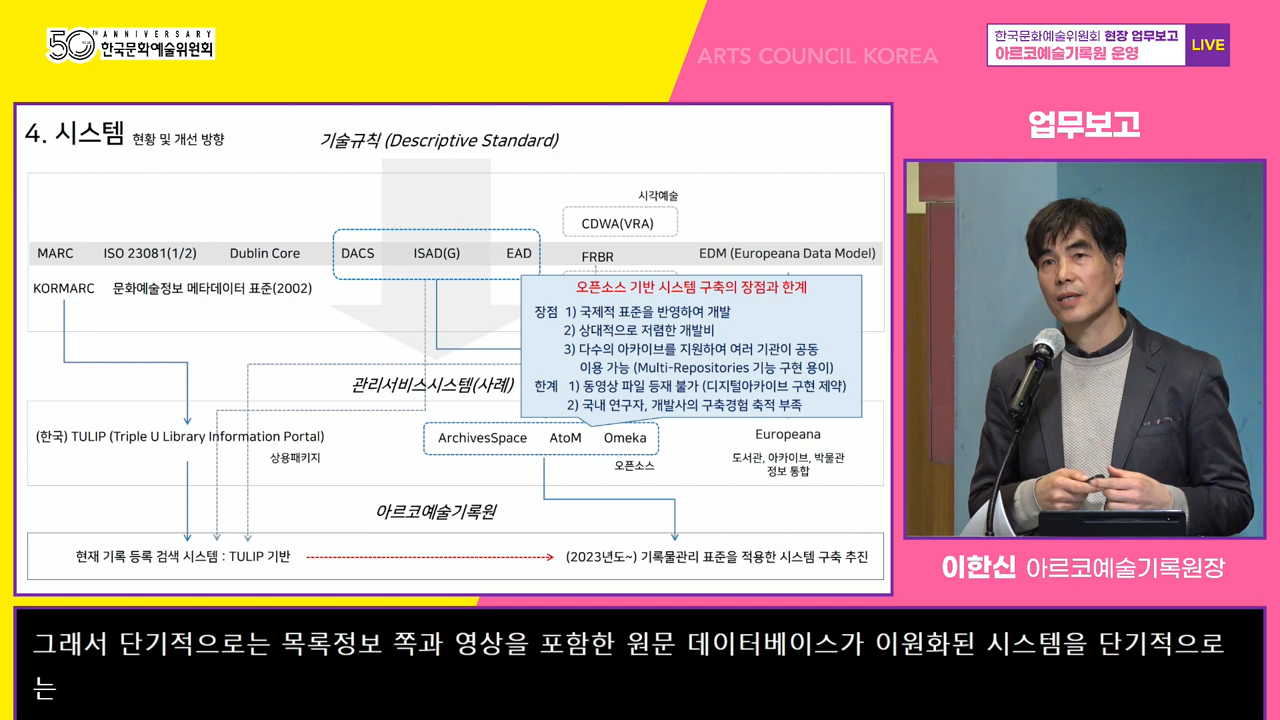 50TH ANNIVERSARY
한국문화예술위원회
ARTS COUNCIL KOREA
한국문화예술위원회 현장 업무보고
아르코예술기록원 운영
LIVE
업무보고
4. 시스템 현황 및 개선 방향
기술규칙 (Descriptive Standard)
시각예술
CDWA(VRA)
MARC ISO 23081(1/2) Dublin Core DACS ISAD(G) EAD FRBR EDM (Europeana Data Model)
KORMARC 문화예술정보 메타데이터 표준(2002)
오픈소스 기반 시스템 구축의 장점과 한계
장점 1) 국제적 표준을 반영하여 개발
2) 상대적으로 저렴한 개발비
3) 다수의 아카이브를 지원하여 여러 기관이 공동
이용 가능 (Multi-Repositories 기능 구현 용이)
한계 1) 동영상 파일 등재 불가 (디지털아카이브 구현 제약)
2) 국내 연구자, 개발사의 구축경험 축적 부족
관리서비스시스템(사례)
(한국) TULIP (Triple U Library Information Portal)
상용패키지
ArchivesSpace AtoM Omeka
오픈소스
Europeana
도서관, 아카이브, 박물관
정보 통합
아르코예술기록원
현재 기록 등록 검색 시스템 : TULIP 기반
(2023년도~) 기록물관리 표준을 적용한 시스템 구축 추진
이한신 아르코예술기록원장
그래서 단기적으로는 목록정보 쪽과 영상을 포함한 원문 데이터베이스가 이원화된 시스템을 단기적으로
는